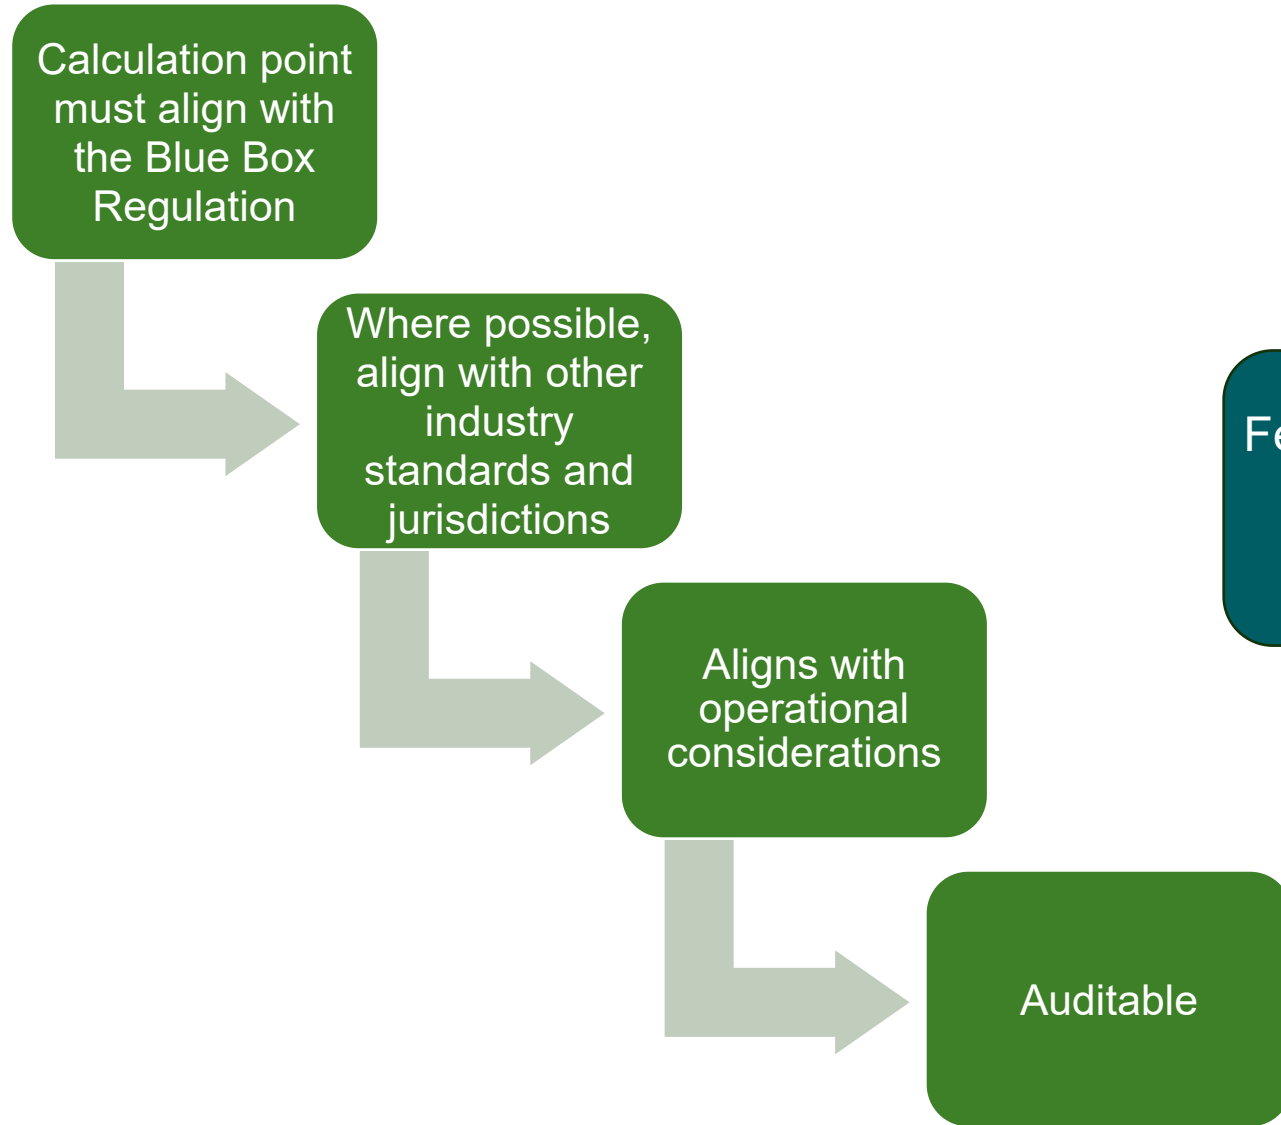 Calculation point
must align with
the Blue Box
Regulation
Where possible,
align with other
industry
standards and
jurisdictions
Aligns with
operational
considerations
Auditable